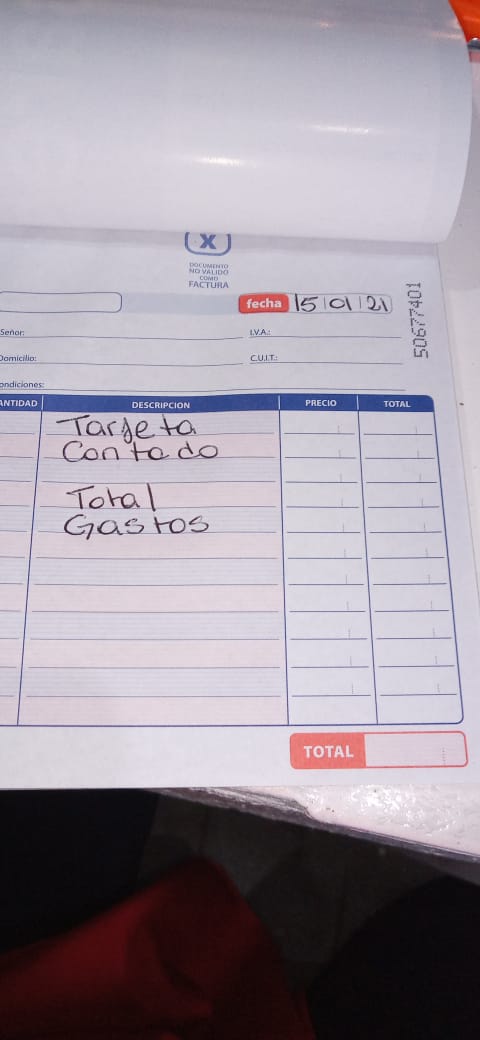 X
DOCUMENTO
NO VALIDO
COMO
FACTURA
fecha 15 01 21
50677401
Señor: I.V.A.:
Domicilio: C.U.I.T.:
ondiciones:
ANTIDAD DESCRIPCION PRECIO TOTAL
Tarjeta
Contado
Total
Gastos
TOTAL